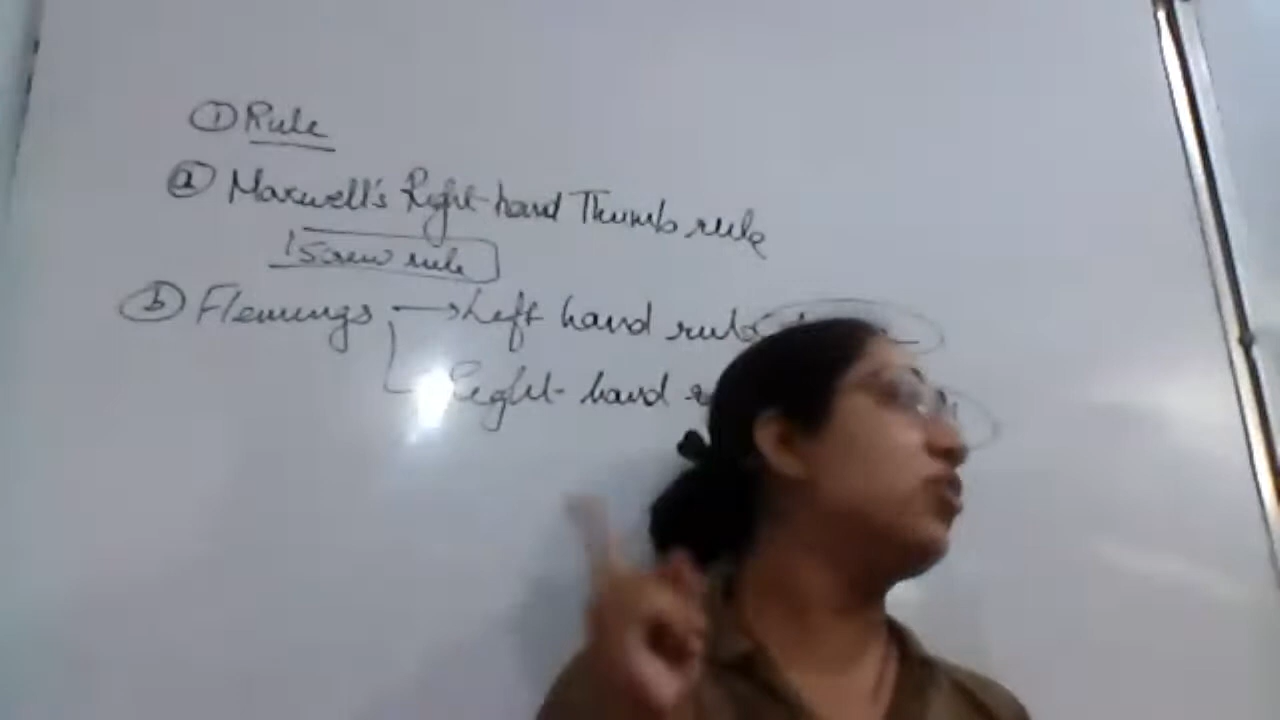 ① Rule
ⓐ Maxwell's Right-hand Thumb rule
Screw rule
ⓑ Flemings → Left hand rule
Right-hand